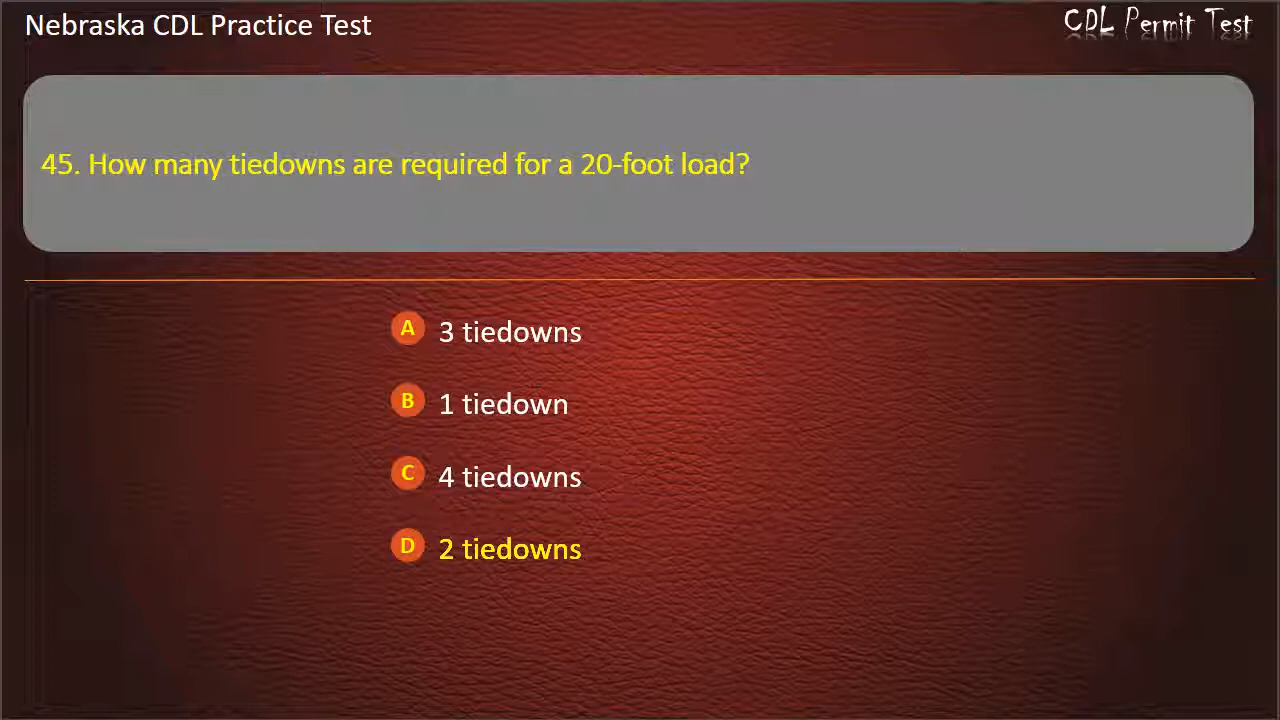 Nebraska CDL Practice Test
CDL Permit Test
45. How many tiedowns are required for a 20-foot load?
A 3 tiedowns
B 1 tiedown
C 4 tiedowns
D 2 tiedowns